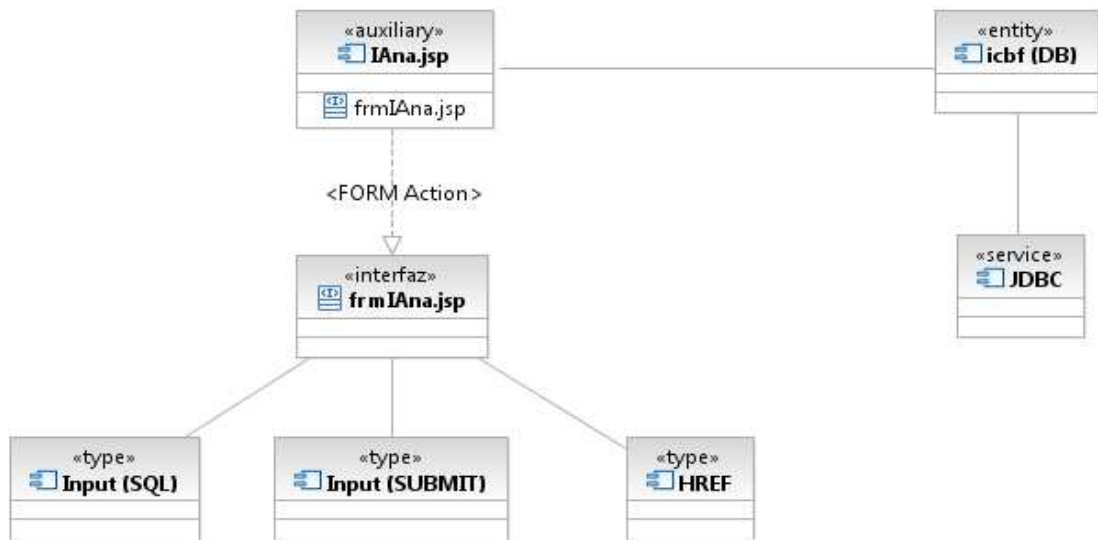 «auxiliary»
IAna.jsp
frmIAna.jsp
«entity»
icbf (DB)
<FORM Action>
«interfaz»
frmIAna.jsp
«service»
JDBC
«type»
Input (SQL)
«type»
Input (SUBMIT)
«type»
HREF